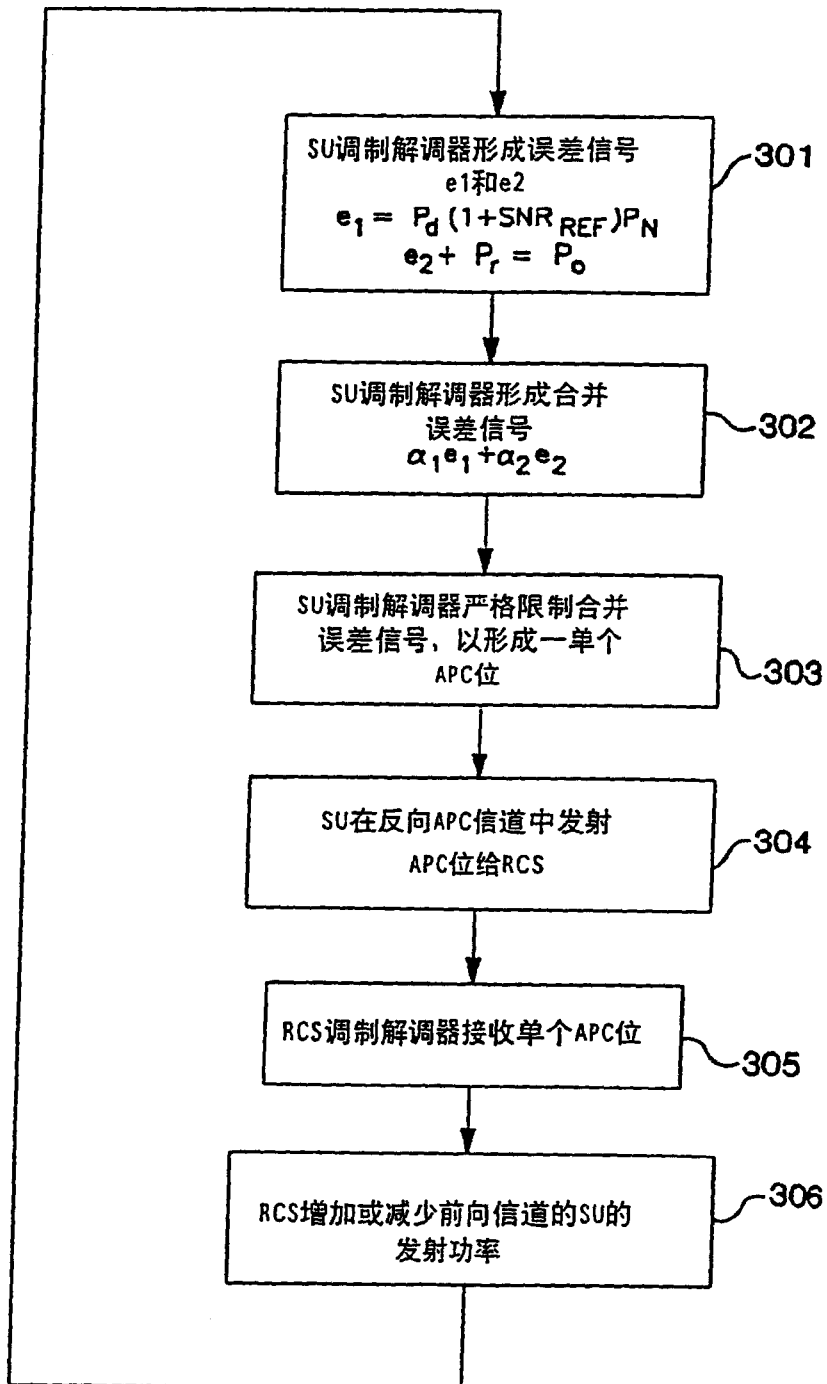 SU调制解调器形成误差信号
e1和e2
e₁ = P_d (1+SNR_REF)P_N
e₂+ P_r = P_o
301
SU调制解调器形成合并
误差信号
α₁e₁+α₂e₂
302
SU调制解调器严格限制合并
误差信号，以形成一单个
APC位
303
SU在反向APC信道中发射
APC位给RCS
304
RCS调制解调器接收单个APC位
305
RCS增加或减少前向信道的SU的
发射功率
306